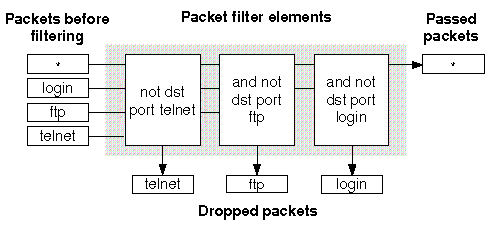 Packets before
filtering
Packet filter elements
Passed
packets
*
login
ftp
telnet
not dst
port telnet
and not
dst port
ftp
and not
dst port
login
*
telnet
ftp
login
Dropped packets